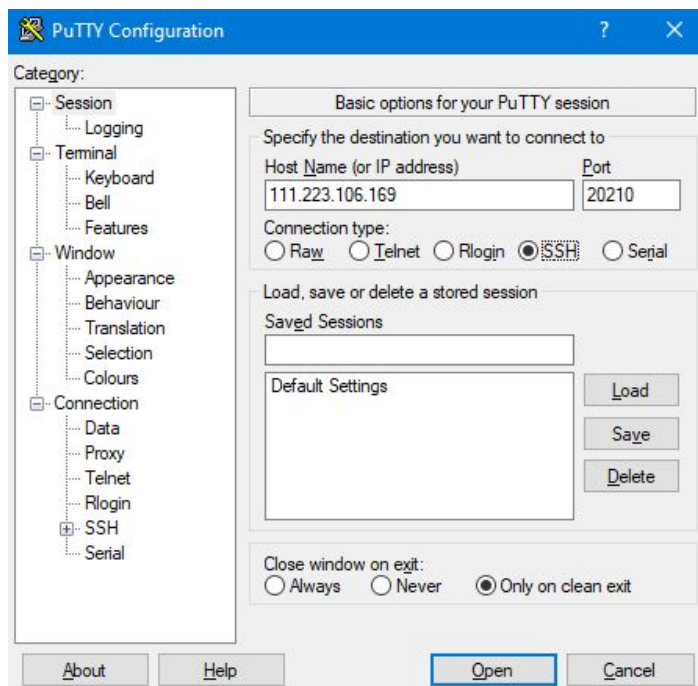 PuTTY Configuration
?
Category:
Session
Logging
Terminal
Keyboard
Bell
Features
Window
Appearance
Behaviour
Translation
Selection
Colours
Connection
Data
Proxy
Telnet
Rlogin
SSH
Serial
Basic options for your PuTTY session
Specify the destination you want to connect to
Host Name (or IP address) Port
111.223.106.169 20210
Connection type:
Raw Telnet Rlogin SSH Serial
Load, save or delete a stored session
Saved Sessions
Default Settings
Load
Save
Delete
Close window on exit:
Always Never Only on clean exit
About Help Open Cancel